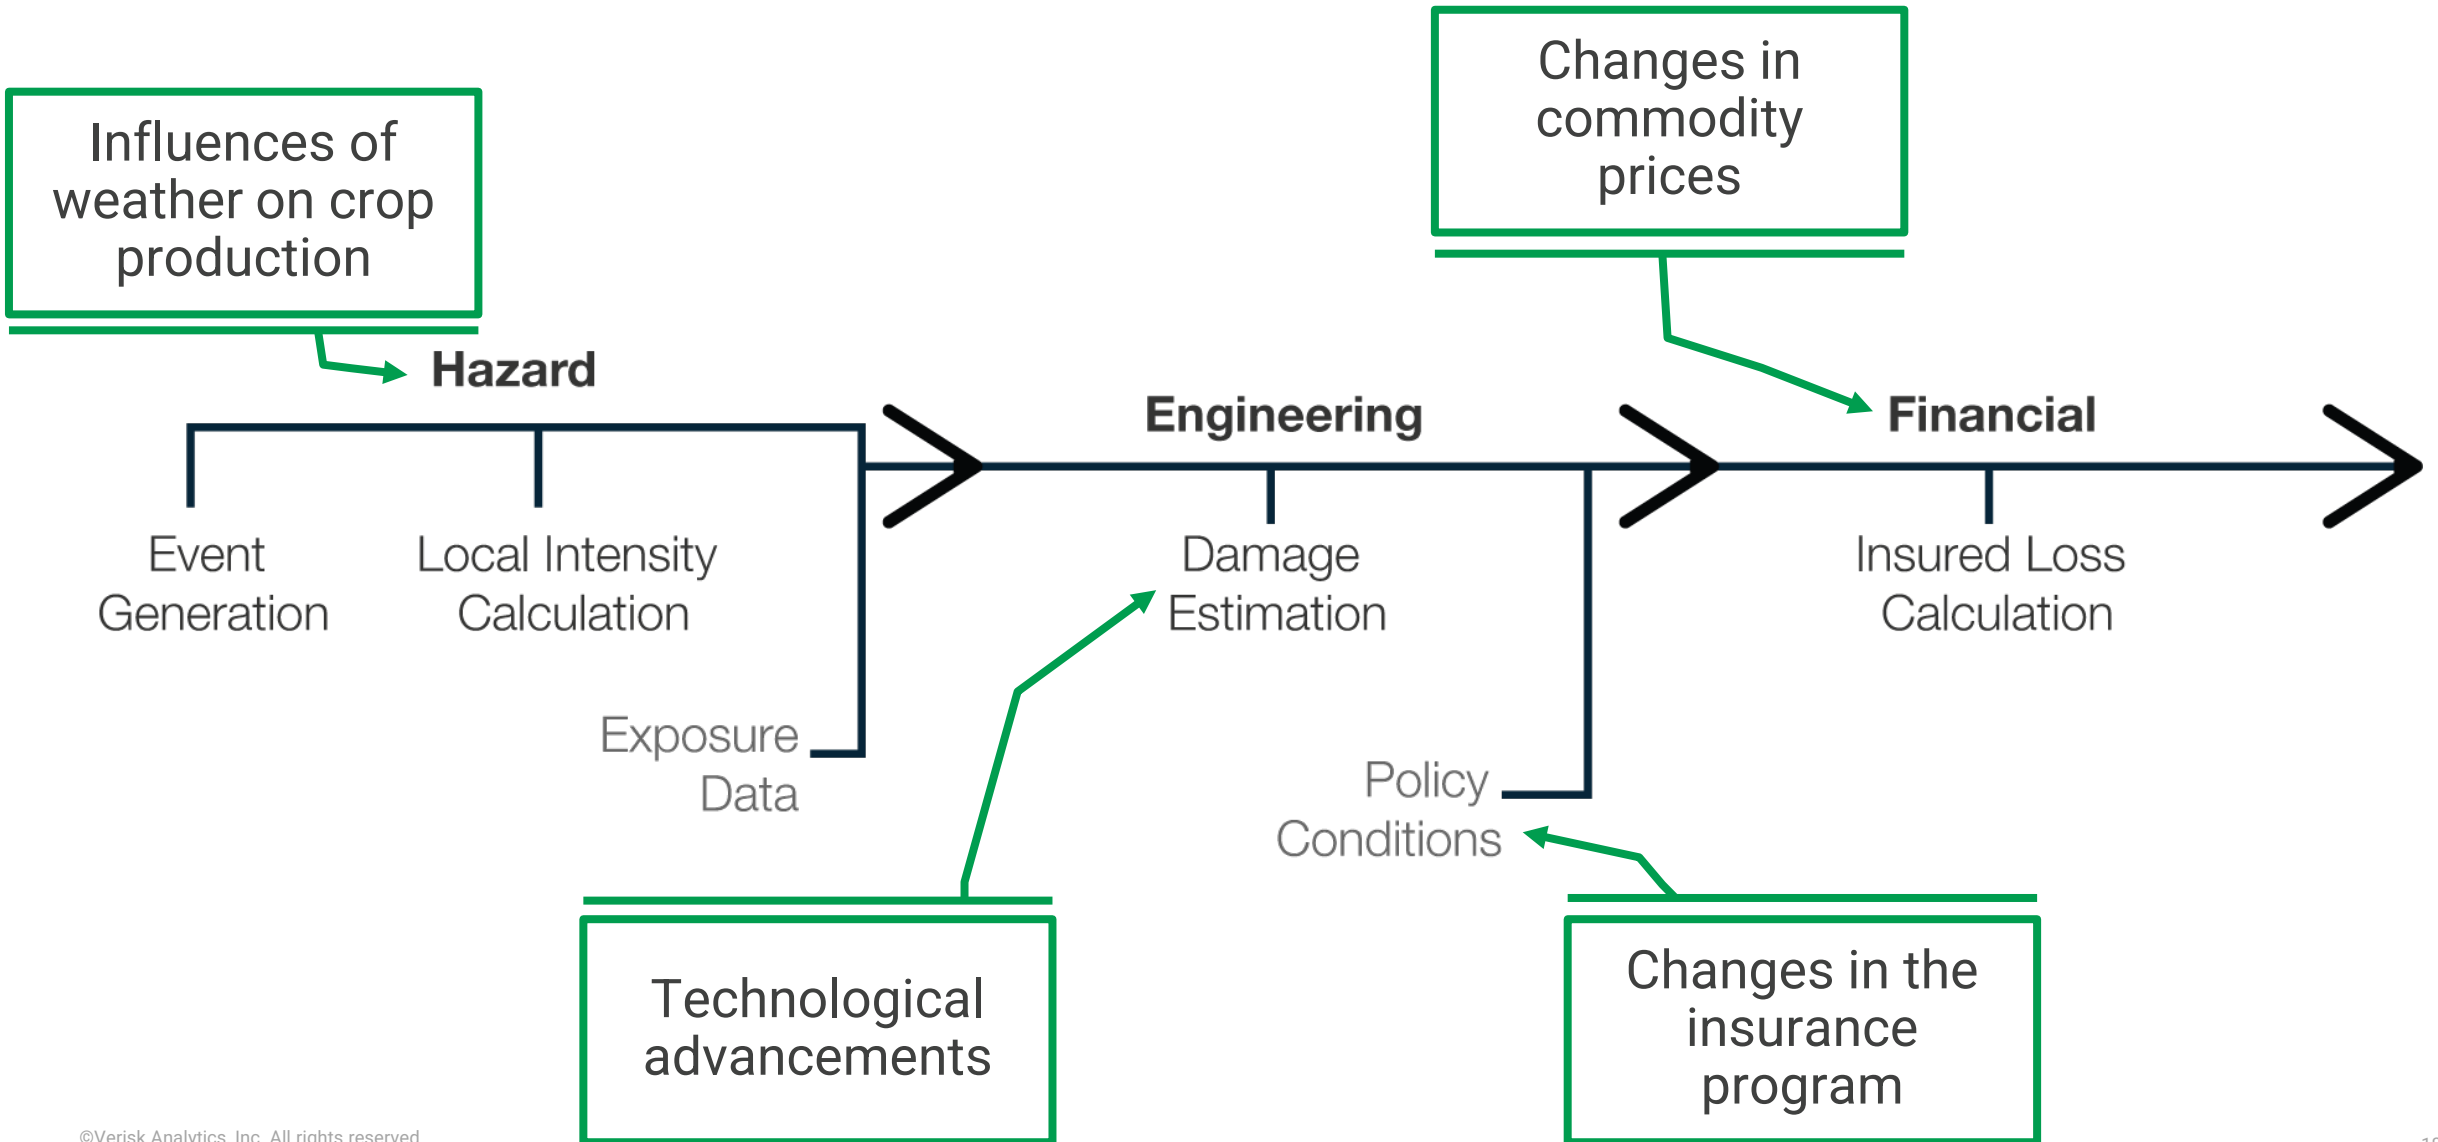 Changes in
commodity
prices
Influences of
weather on crop
production
Hazard
Engineering
Financial
Event
Generation
Local Intensity
Calculation
Damage
Estimation
Insured Loss
Calculation
Exposure
Data
Policy
Conditions
Technological
advancements
Changes in the
insurance
program
©Verisk Analytics, Inc. All rights reserved